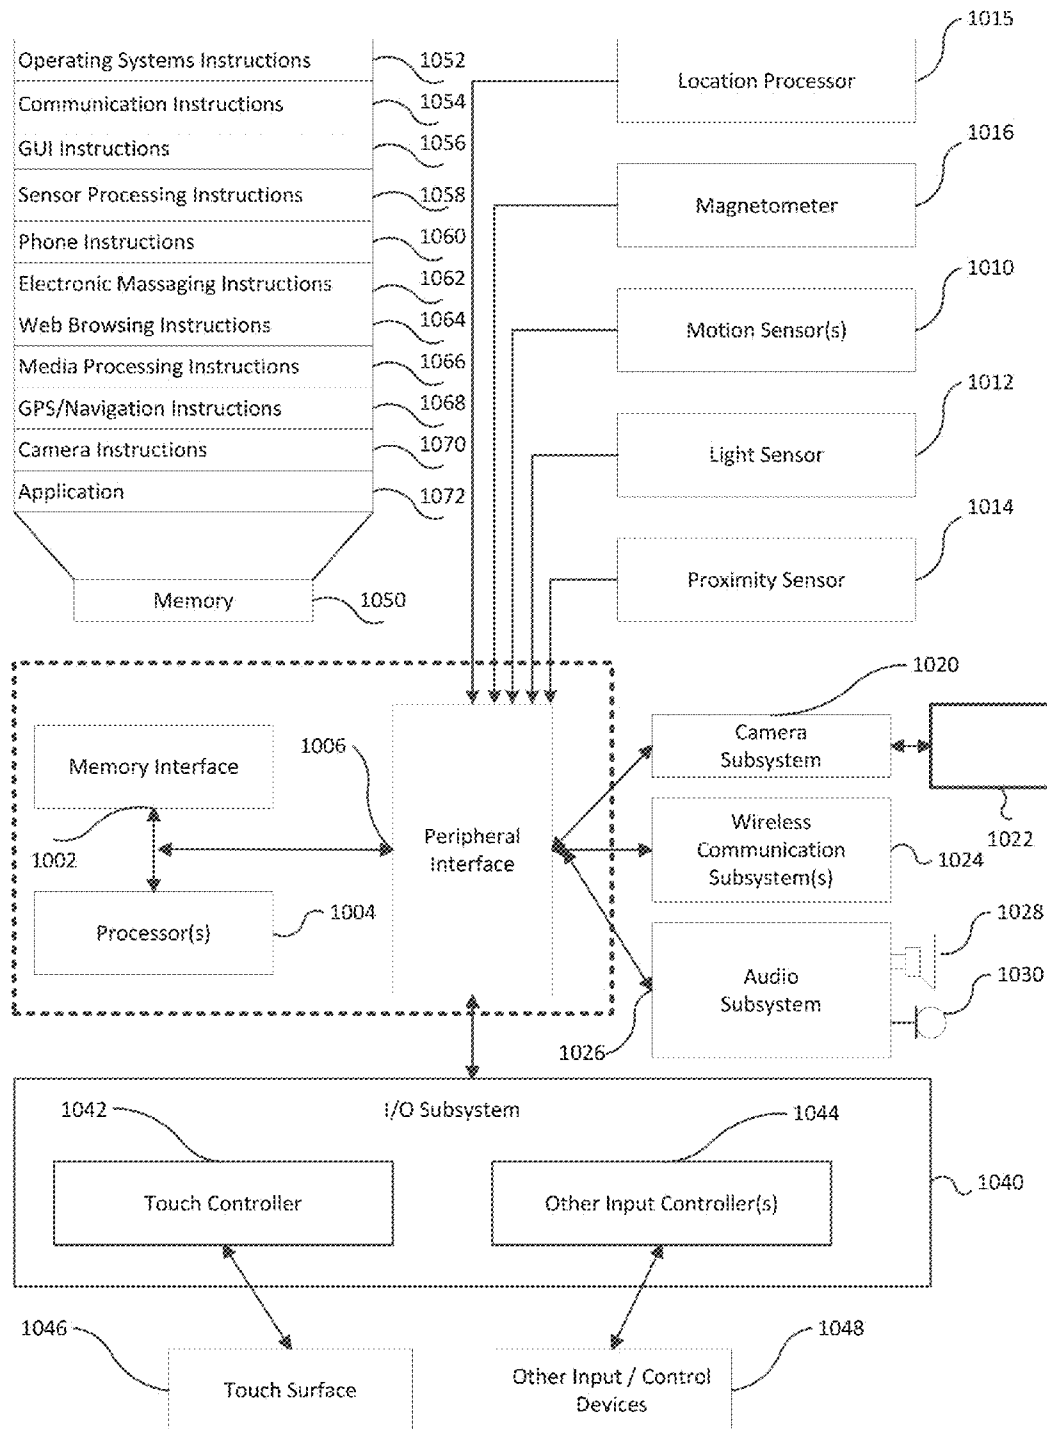 Operating Systems Instructions 1052
Communication Instructions 1054
GUI Instructions 1056
Sensor Processing Instructions 1058
Phone Instructions 1060
Electronic Massaging Instructions 1062
Web Browsing Instructions 1064
Media Processing Instructions 1066
GPS/Navigation Instructions 1068
Camera Instructions 1070
Application 1072
Memory 1050
1015
Location Processor
1016
Magnetometer
1010
Motion Sensor(s)
1012
Light Sensor
1014
Proximity Sensor
Memory Interface
1002
Processor(s)
1004
1006
Peripheral
Interface
1020
Camera
Subsystem
1022
Wireless
Communication
Subsystem(s)
1024
Audio
Subsystem
1026
1028
1030
I/O Subsystem
1040
1042
Touch Controller
1044
Other Input Controller(s)
1046
Touch Surface
1048
Other Input / Control
Devices